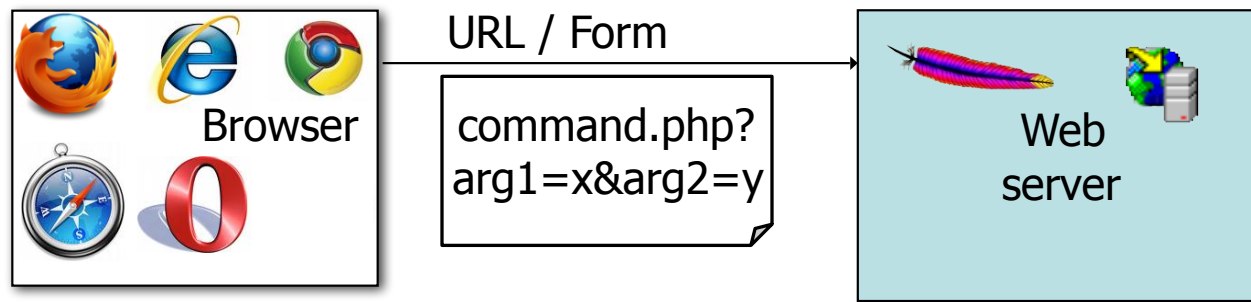 Browser
URL / Form
command.php?
arg1=x&arg2=y
Web
server